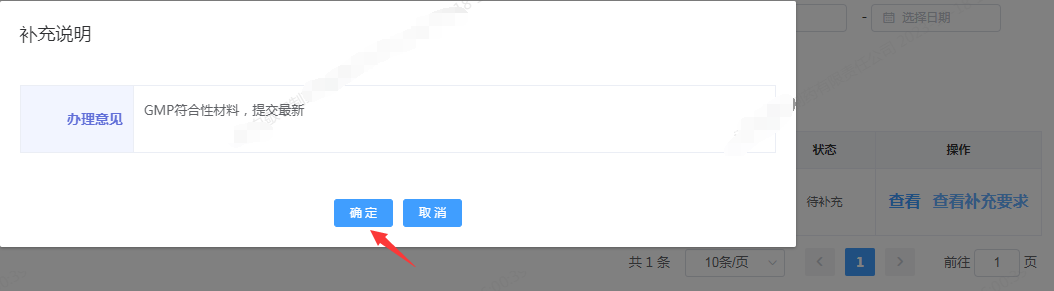 补充说明
- 选择日期
办理意见 GMP符合性材料，提交最新
状态 操作
待补充 查看 查看补充要求
确 定 取 消
共 1 条 10条/页 < 1 > 前往 1 页